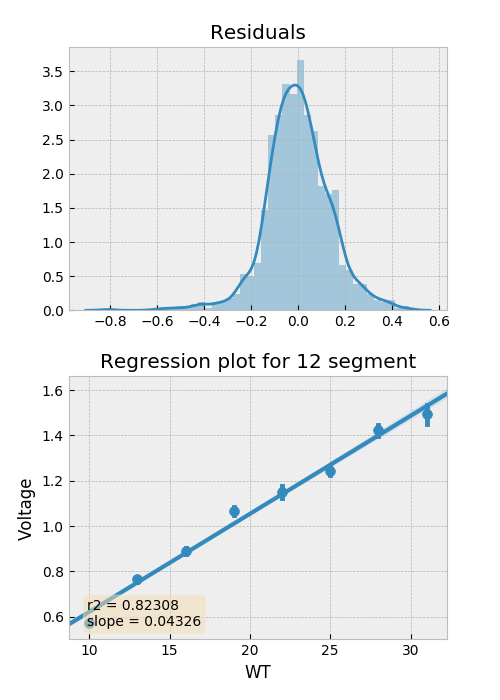 Residuals
3.5
3.0
2.5
2.0
1.5
1.0
0.5
0.0
−0.8 −0.6 −0.4 −0.2 0.0 0.2 0.4 0.6
Regression plot for 12 segment
1.6
1.4
1.2
1.0
0.8
0.6
Voltage
r2 = 0.82308
slope = 0.04326
10 15 20 25 30
WT